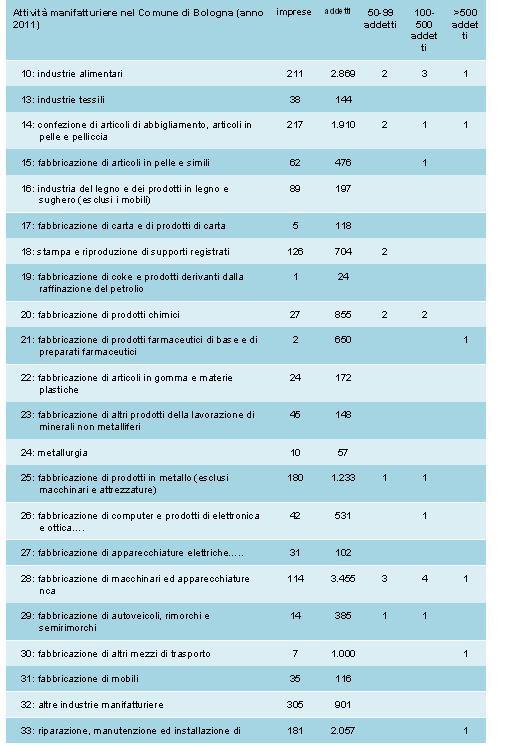 Attività manifatturiere nel Comune di Bologna (anno 2011) imprese addetti 50-99 addetti 100-500 addetti >500 addetti
10: industrie alimentari 211 2.869 2 3 1
13: industrie tessili 38 144
14: confezione di articoli di abbigliamento, articoli in pelle e pelliccia 217 1.910 2 1 1
15: fabbricazione di articoli in pelle e simili 62 476 1
16: industria del legno e dei prodotti in legno e sughero (esclusi i mobili) 89 197
17: fabbricazione di carta e di prodotti di carta 5 118
18: stampa e riproduzione di supporti registrati 126 704 2
19: fabbricazione di coke e prodotti derivanti dalla raffinazione del petrolio 1 24
20: fabbricazione di prodotti chimici 27 855 2 2
21: fabbricazione di prodotti farmaceutici di base e di preparati farmaceutici 2 650 1
22: fabbricazione di articoli in gomma e materie plastiche 24 172
23: fabbricazione di altri prodotti della lavorazione di minerali non metalliferi 45 148
24: metallurgia 10 57
25: fabbricazione di prodotti in metallo (esclusi macchinari e attrezzature) 180 1.233 1 1
26: fabbricazione di computer e prodotti di elettronica e ottica.... 42 531 1
27: fabbricazione di apparecchiature elettriche..... 31 102
28: fabbricazione di macchinari ed apparecchiature nca 114 3.455 3 4 1
29: fabbricazione di autoveicoli, rimorchi e semirimorchi 14 385 1 1
30: fabbricazione di altri mezzi di trasporto 7 1.000 1
31: fabbricazione di mobili 35 116
32: altre industrie manifatturiere 305 901
33: riparazione, manutenzione ed installazione di 181 2.057 1